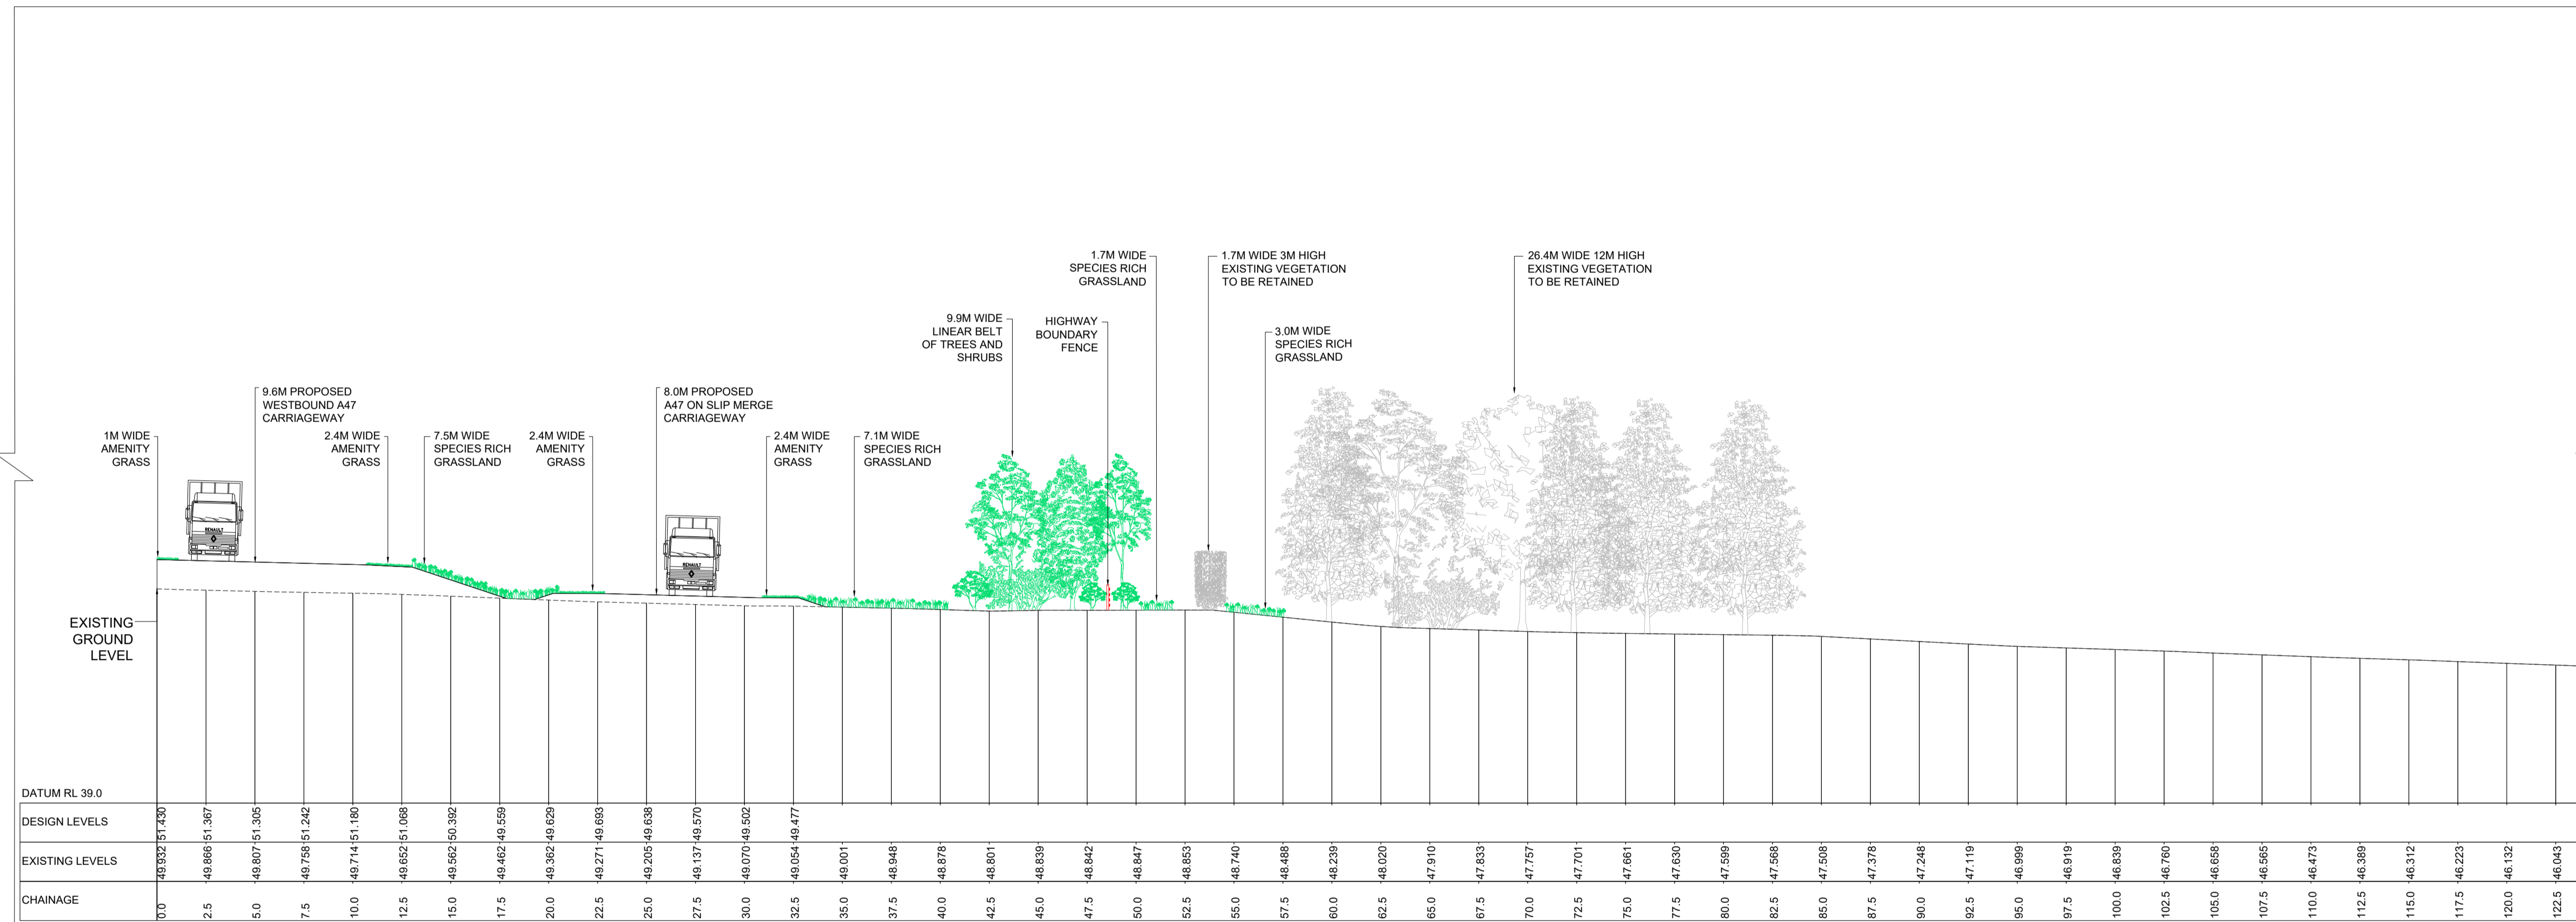 1.7M WIDE
SPECIES RICH
GRASSLAND
1.7M WIDE 3M HIGH
EXISTING VEGETATION
TO BE RETAINED
26.4M WIDE 12M HIGH
EXISTING VEGETATION
TO BE RETAINED
9.9M WIDE
LINEAR BELT
OF TREES AND
SHRUBS
HIGHWAY
BOUNDARY
FENCE
3.0M WIDE
SPECIES RICH
GRASSLAND
9.6M PROPOSED
WESTBOUND A47
CARRIAGEWAY
8.0M PROPOSED
A47 ON SLIP MERGE
CARRIAGEWAY
1M WIDE
AMENITY
GRASS
2.4M WIDE
AMENITY
GRASS
7.5M WIDE
SPECIES RICH
GRASSLAND
2.4M WIDE
AMENITY
GRASS
2.4M WIDE
AMENITY
GRASS
7.1M WIDE
SPECIES RICH
GRASSLAND
RENAULT
RENAULT
EXISTING
GROUND
LEVEL
DATUM RL 39.0
DESIGN LEVELS 51.430 51.367 51.305 51.242 51.180 51.068 50.392 49.559 49.629 49.693 49.638 49.570 49.502 49.477
EXISTING LEVELS 49.932 49.866 49.807 49.758 49.714 49.652 49.562 49.462 49.362 49.271 49.205 49.137 49.070 49.054 49.001 48.948 48.878 48.801 48.839 48.842 48.847 48.853 48.740 48.488 48.239 48.020 47.910 47.833 47.757 47.701 47.661 47.630 47.599 47.568 47.508 47.378 47.248 47.119 46.999 46.919 46.839 46.760 46.658 46.565 46.473 46.389 46.312 46.223 46.132 46.043
CHAINAGE 0.0 2.5 5.0 7.5 10.0 12.5 15.0 17.5 20.0 22.5 25.0 27.5 30.0 32.5 35.0 37.5 40.0 42.5 45.0 47.5 50.0 52.5 55.0 57.5 60.0 62.5 65.0 67.5 70.0 72.5 75.0 77.5 80.0 82.5 85.0 87.5 90.0 92.5 95.0 97.5 100.0 102.5 105.0 107.5 110.0 112.5 115.0 117.5 120.0 122.5